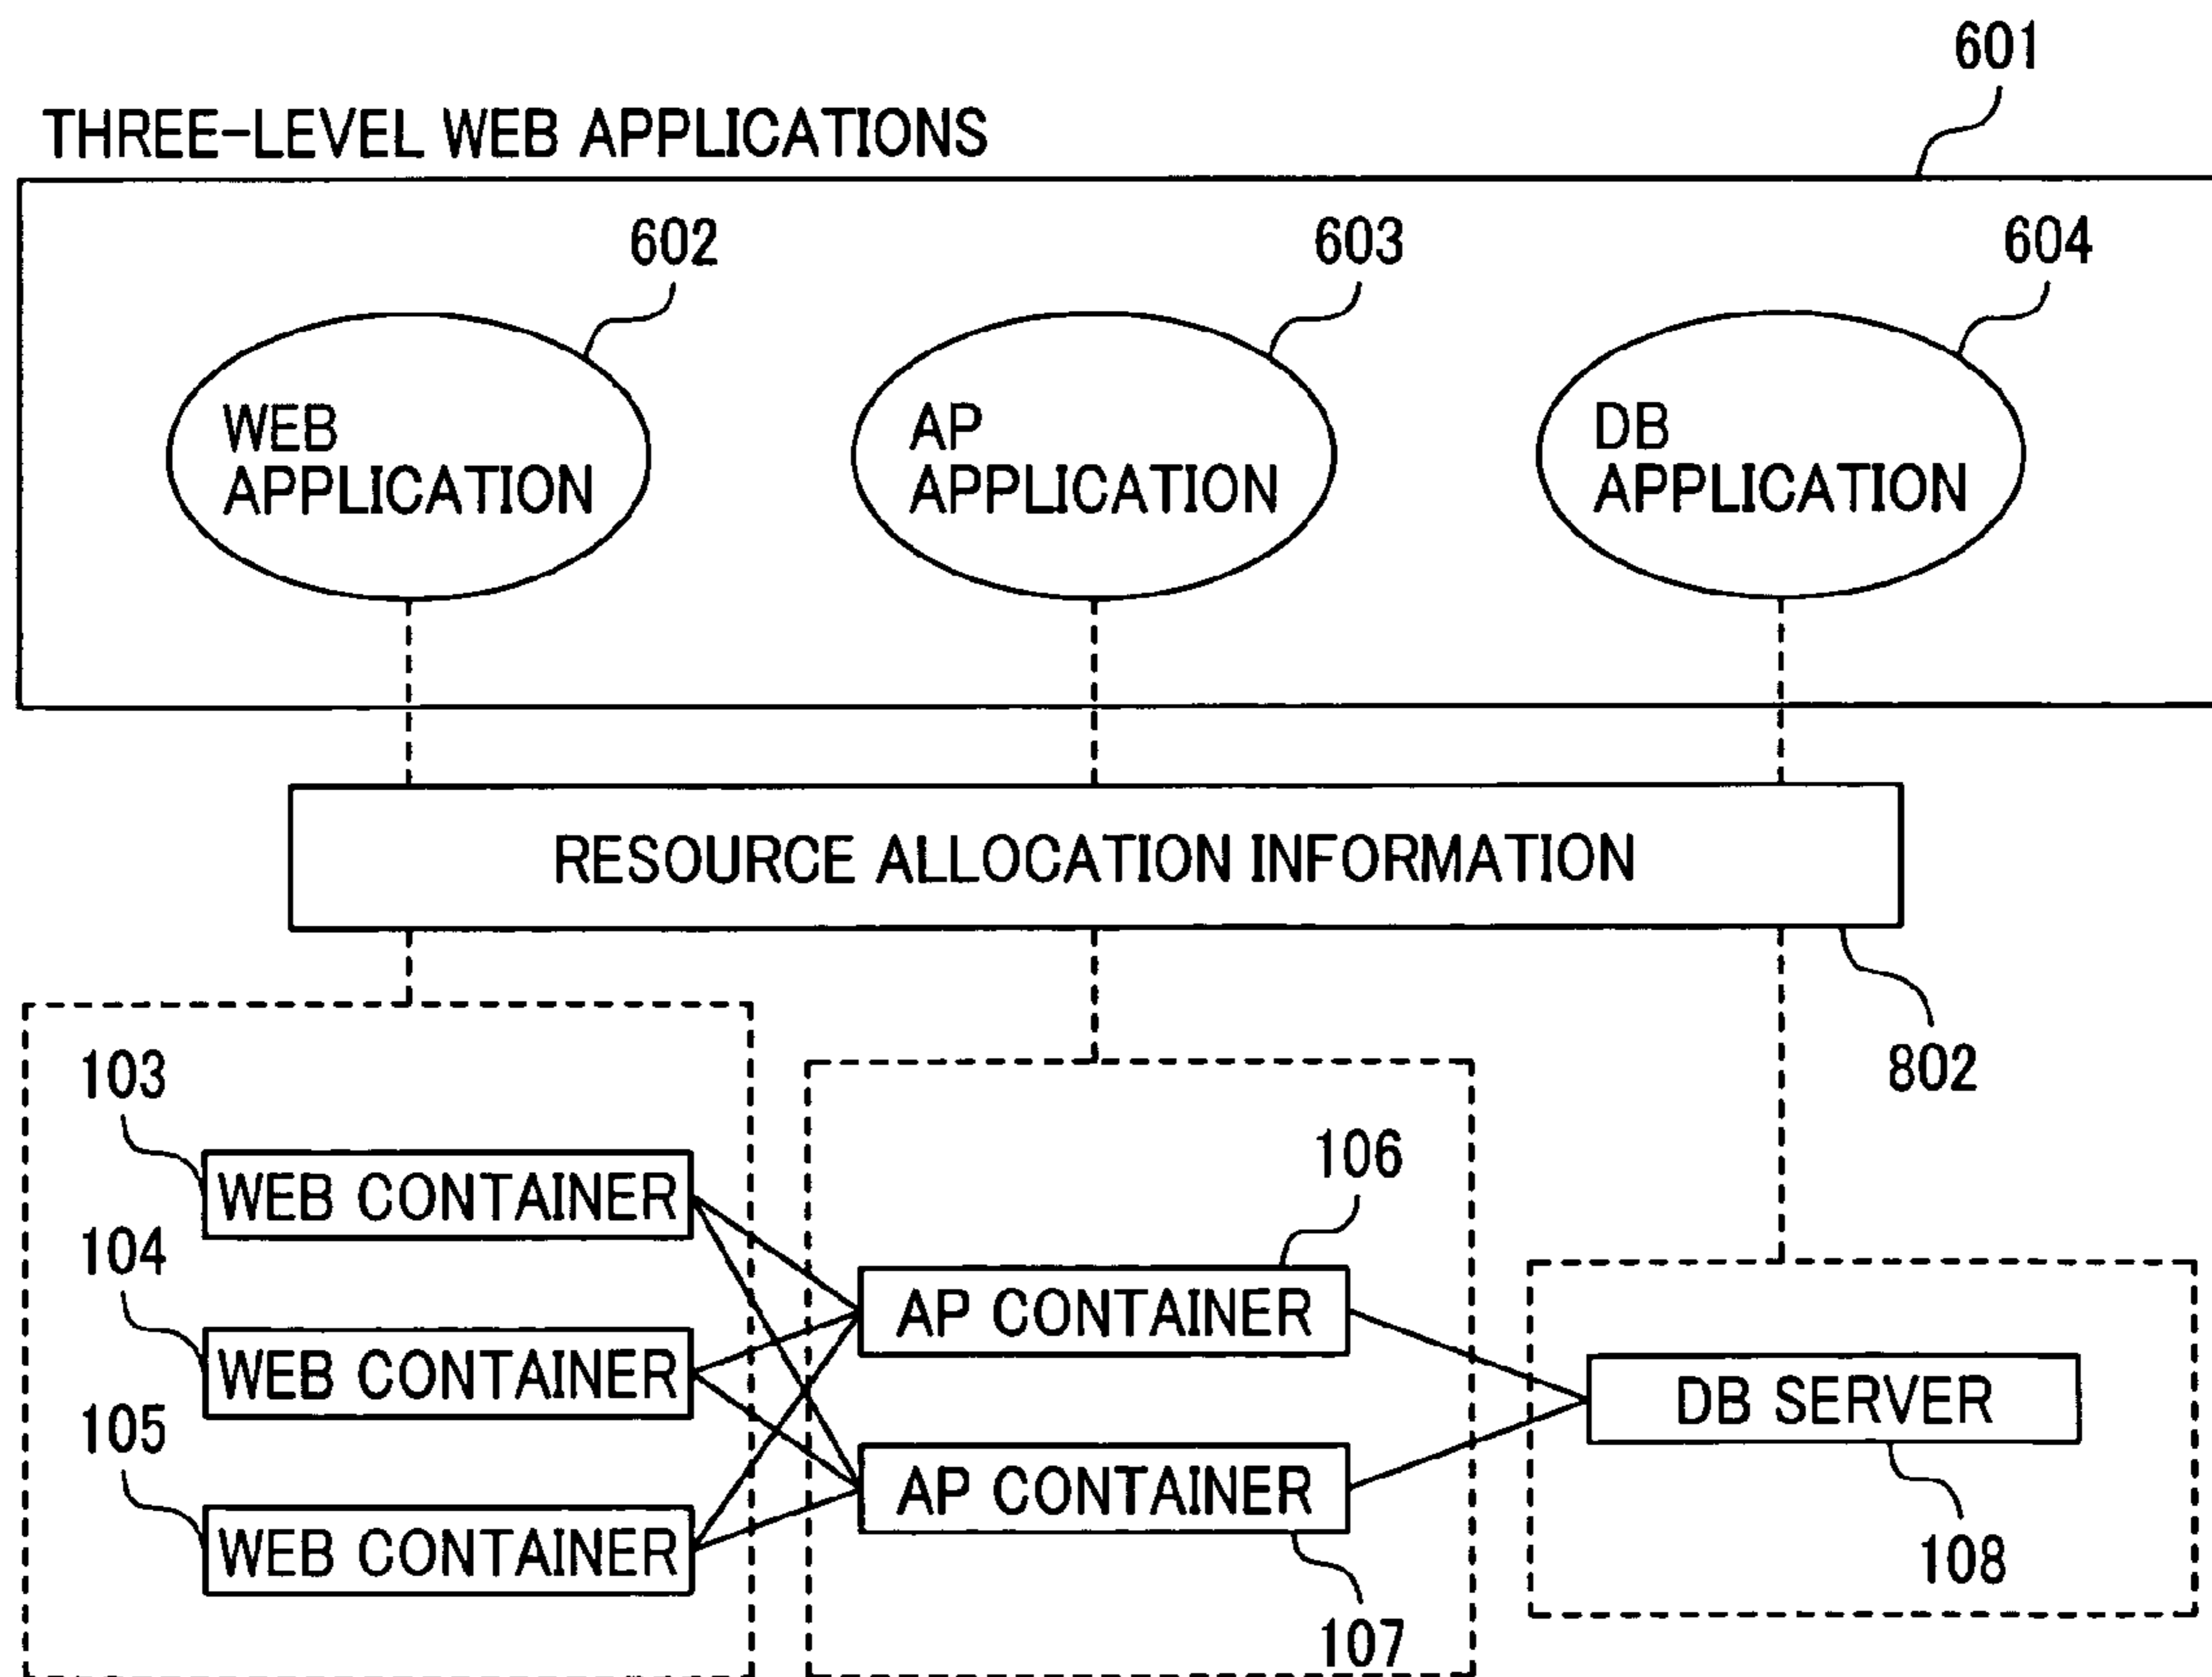 601
THREE-LEVEL WEB APPLICATIONS
602
603
604
WEB
APPLICATION
AP
APPLICATION
DB
APPLICATION
RESOURCE ALLOCATION INFORMATION
802
103
WEB CONTAINER
104
WEB CONTAINER
105
WEB CONTAINER
106
AP CONTAINER
AP CONTAINER
107
DB SERVER
108